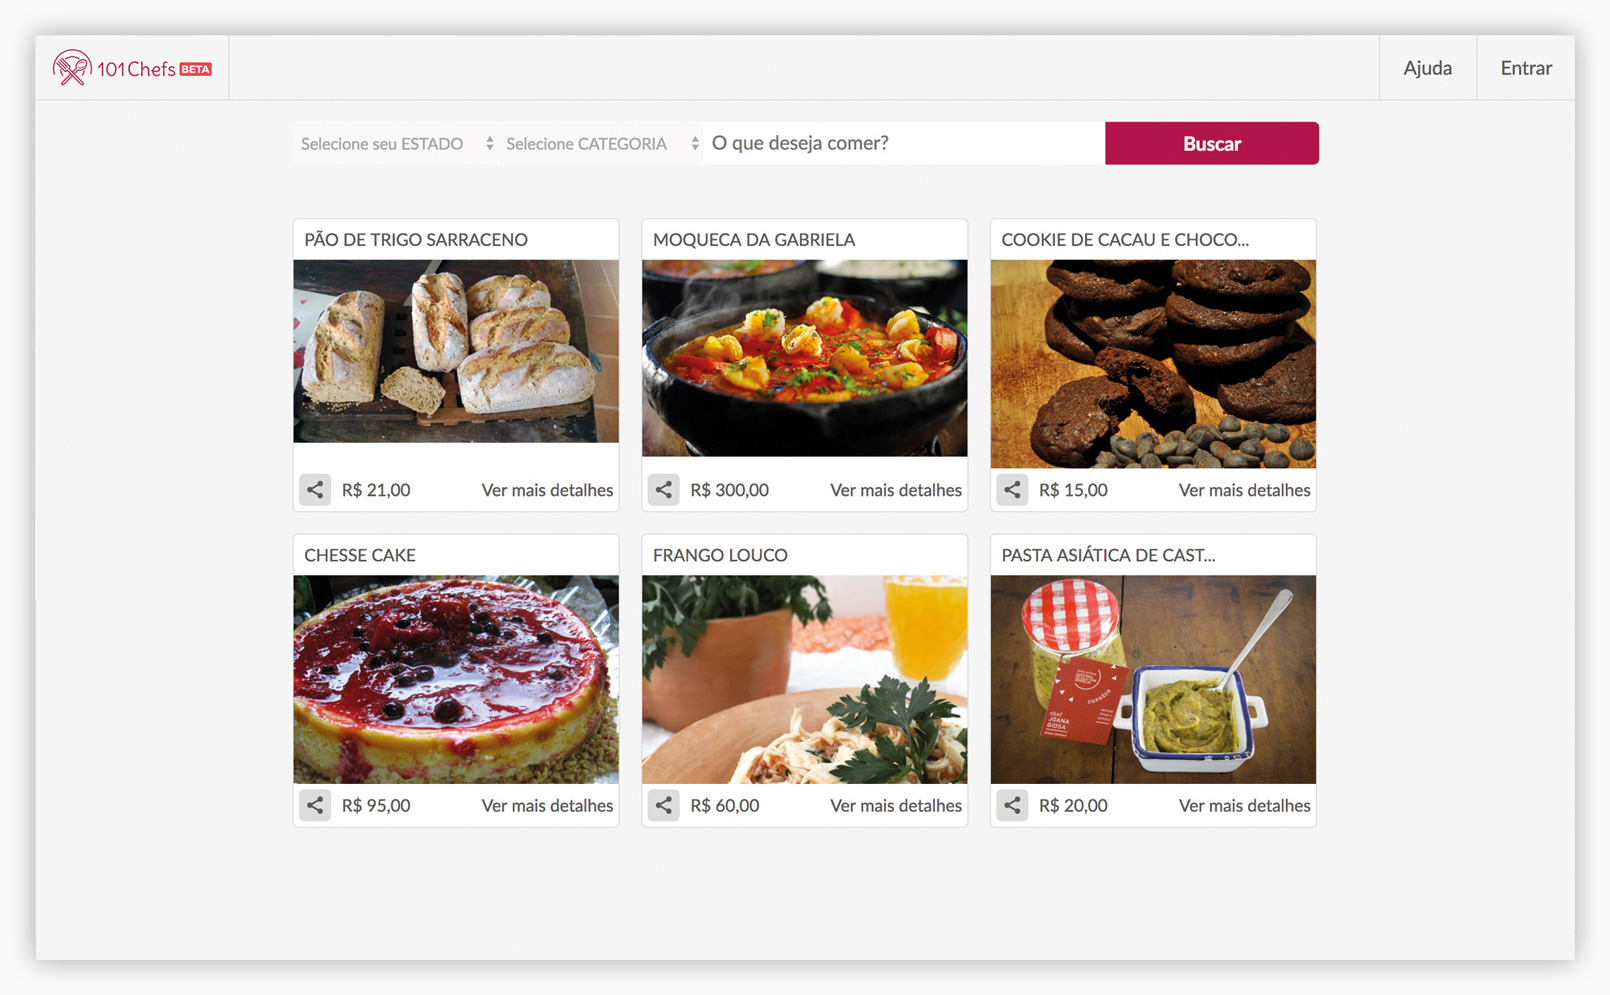 101Chefs BETA
Ajuda
Entrar
Selecione seu ESTADO
Selecione CATEGORIA
O que deseja comer?
Buscar
PÃO DE TRIGO SARRACENO
MOQUECA DA GABRIELA
COOKIE DE CACAU E CHOCO...
R$ 21,00
Ver mais detalhes
R$ 300,00
Ver mais detalhes
R$ 15,00
Ver mais detalhes
CHESSE CAKE
FRANGO LOUCO
PASTA ASIÁTICA DE CAST...
chef
JOANA
GIOSA
R$ 95,00
Ver mais detalhes
R$ 60,00
Ver mais detalhes
R$ 20,00
Ver mais detalhes